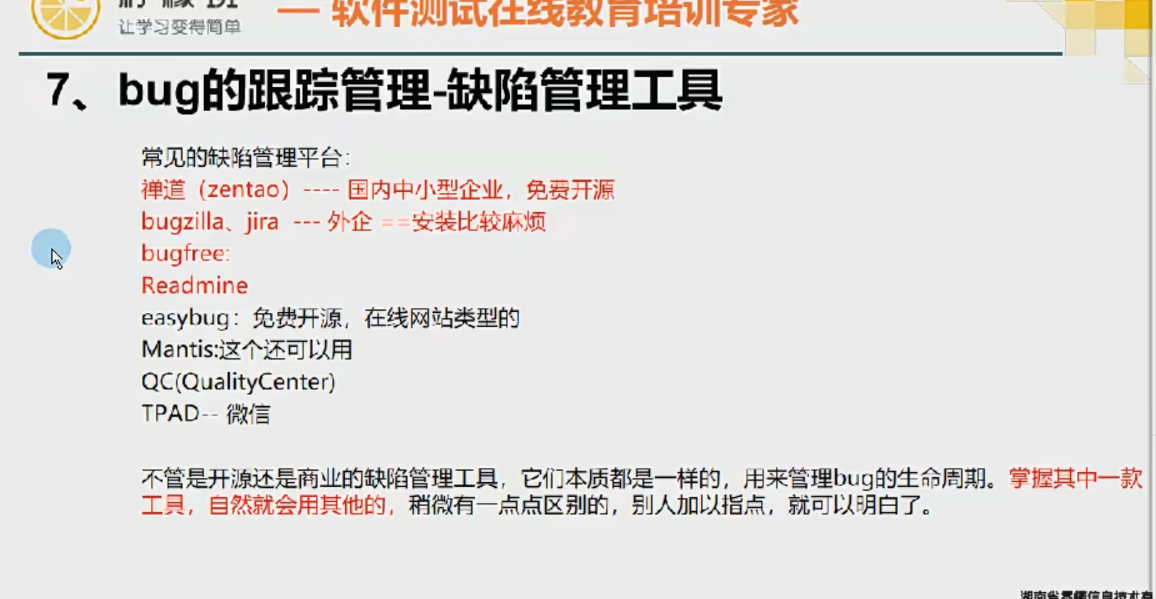 让学习变得简单
— 软件测试在线教育培训专家
7、bug的跟踪管理-缺陷管理工具
常见的缺陷管理平台：
禅道（zentao）---- 国内中小型企业，免费开源
bugzilla、jira --- 外企 ==安装比较麻烦
bugfree:
Readmine
easybug：免费开源，在线网站类型的
Mantis:这个还可以用
QC(QualityCenter)
TPAD-- 微信
不管是开源还是商业的缺陷管理工具，它们本质都是一样的，用来管理bug的生命周期。掌握其中一款
工具，自然就会用其他的，稍微有一点点区别的，别人加以指点，就可以明白了。